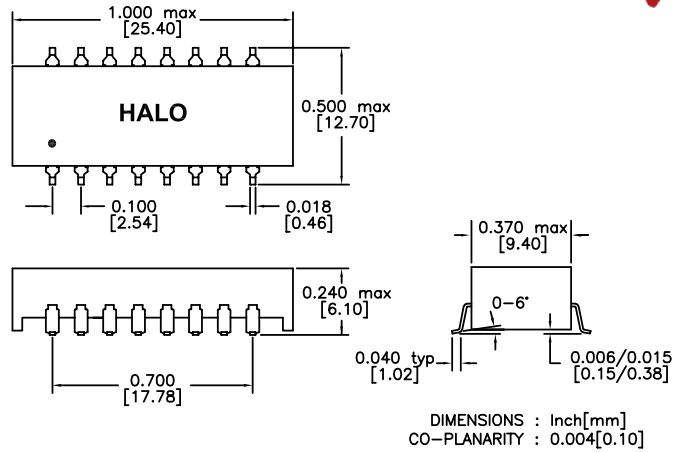 1.000 max
[25.40]
HALO
0.500 max
[12.70]
0.100
[2.54]
0.018
[0.46]
0.240 max
[6.10]
0.700
[17.78]
0.370 max
[9.40]
0-6°
0.040 typ
[1.02]
0.006/0.015
[0.15/0.38]
DIMENSIONS : Inch[mm]
CO-PLANARITY : 0.004[0.10]